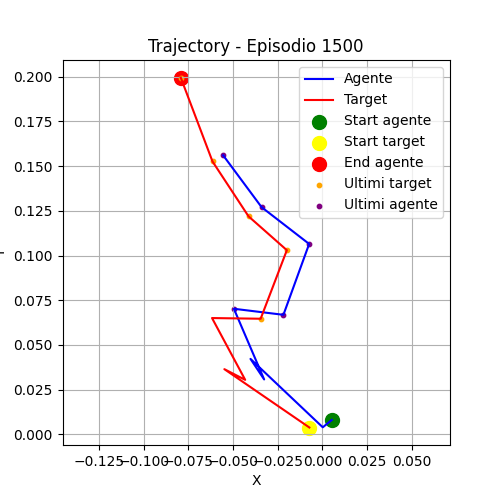 Trajectory - Episodio 1500
0.200
0.175
0.150
0.125
0.100
0.075
0.050
0.025
0.000
Agente
Target
Start agente
Start target
End agente
Ultimi target
Ultimi agente
−0.125 −0.100 −0.075 −0.050 −0.025 0.000 0.025 0.050
X